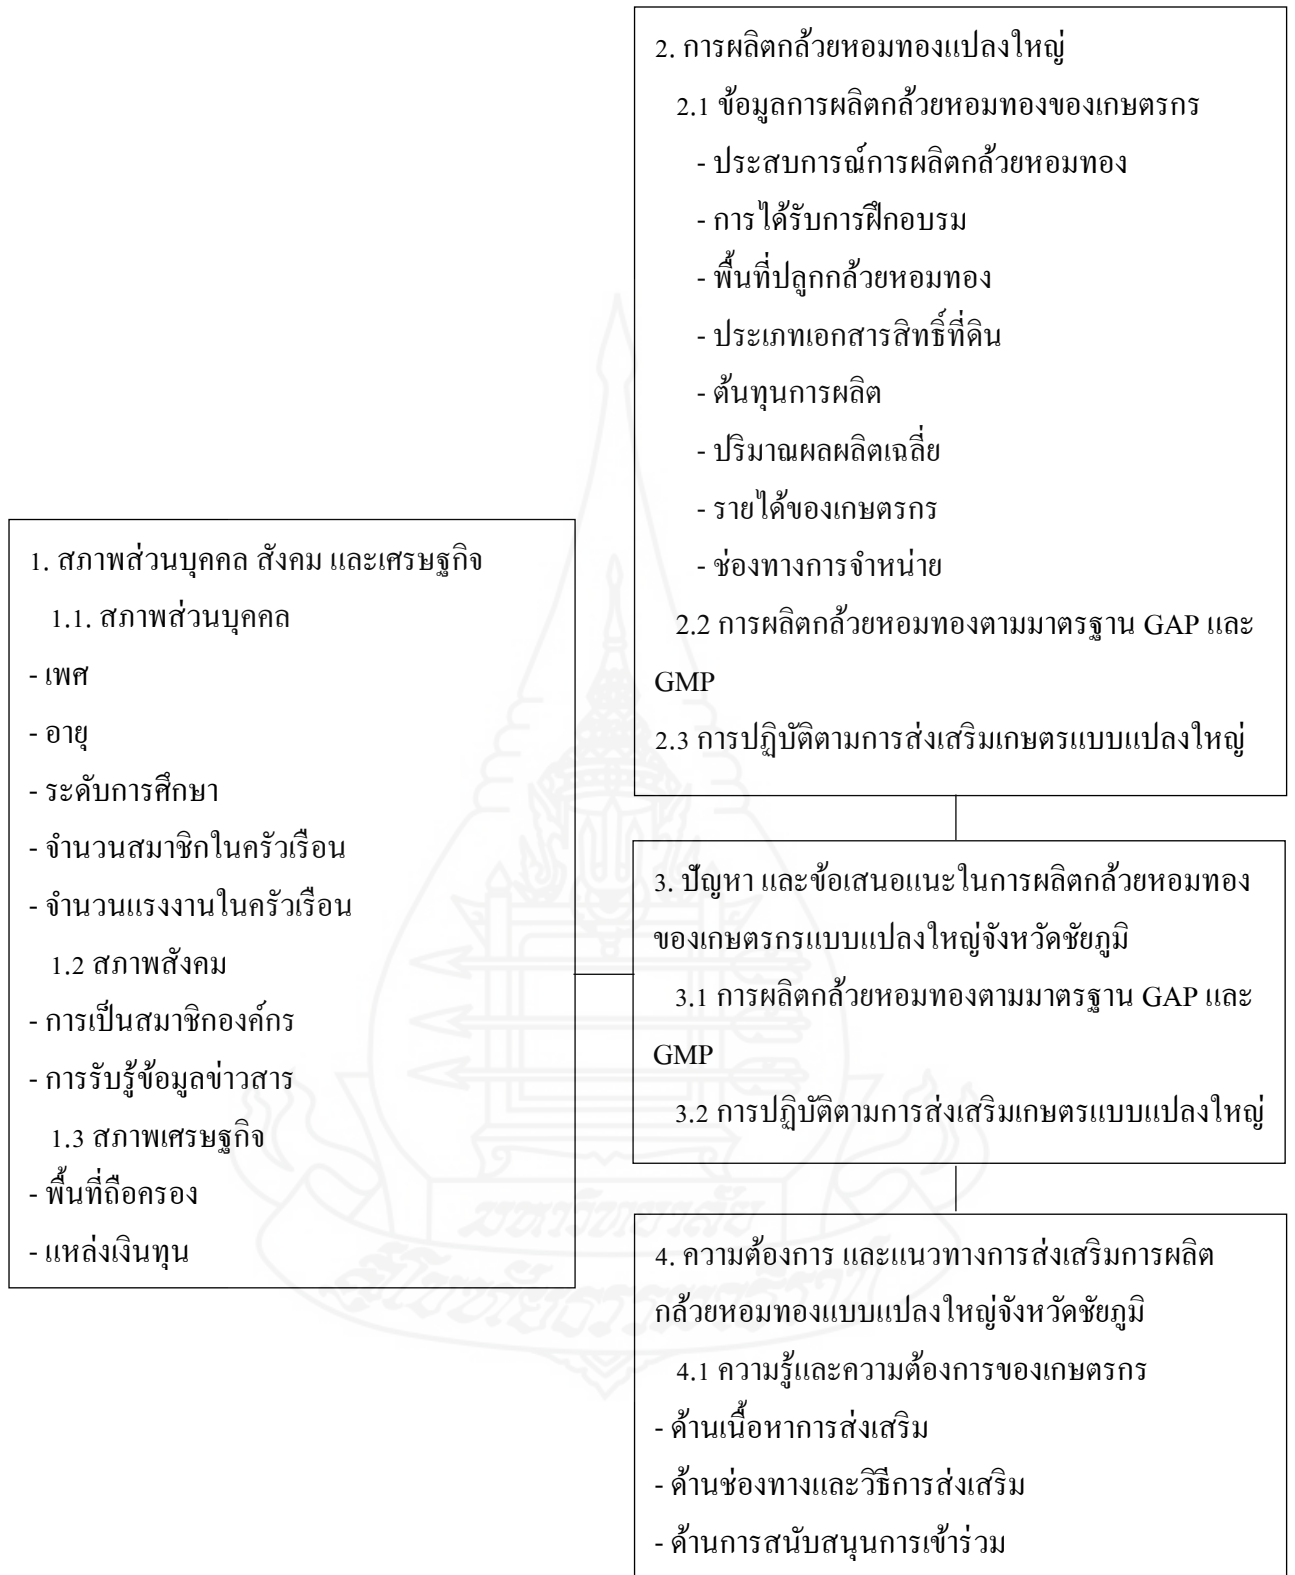 2. การผลิตกล้วยหอมทองแปลงใหญ่
2.1 ข้อมูลการผลิตกล้วยหอมทองของเกษตรกร
- ประสบการณ์การผลิตกล้วยหอมทอง
- การได้รับการฝึกอบรม
- พื้นที่ปลูกกล้วยหอมทอง
- ประเภทเอกสารสิทธิ์ที่ดิน
- ต้นทุนการผลิต
- ปริมาณผลผลิตเฉลี่ย
- รายได้ของเกษตรกร
- ช่องทางการจำหน่าย
2.2 การผลิตกล้วยหอมทองตามมาตรฐาน GAP และ
GMP
2.3 การปฏิบัติตามการส่งเสริมเกษตรแบบแปลงใหญ่
1. สภาพส่วนบุคคล สังคม และเศรษฐกิจ
1.1. สภาพส่วนบุคคล
- เพศ
- อายุ
- ระดับการศึกษา
- จำนวนสมาชิกในครัวเรือน
- จำนวนแรงงานในครัวเรือน
1.2 สภาพสังคม
- การเป็นสมาชิกองค์กร
- การรับรู้ข้อมูลข่าวสาร
1.3 สภาพเศรษฐกิจ
- พื้นที่ถือครอง
- แหล่งเงินทุน
3. ปัญหา และข้อเสนอแนะในการผลิตกล้วยหอมทอง
ของเกษตรกรแบบแปลงใหญ่จังหวัดชัยภูมิ
3.1 การผลิตกล้วยหอมทองตามมาตรฐาน GAP และ
GMP
3.2 การปฏิบัติตามการส่งเสริมเกษตรแบบแปลงใหญ่
4. ความต้องการ และแนวทางการส่งเสริมการผลิต
กล้วยหอมทองแบบแปลงใหญ่จังหวัดชัยภูมิ
4.1 ความรู้และความต้องการของเกษตรกร
- ด้านเนื้อหาการส่งเสริม
- ด้านช่องทางและวิธีการส่งเสริม
- ด้านการสนับสนุนการเข้าร่วม
มหาวิทยาลัย
สุโขทัยธรรมาธิราช